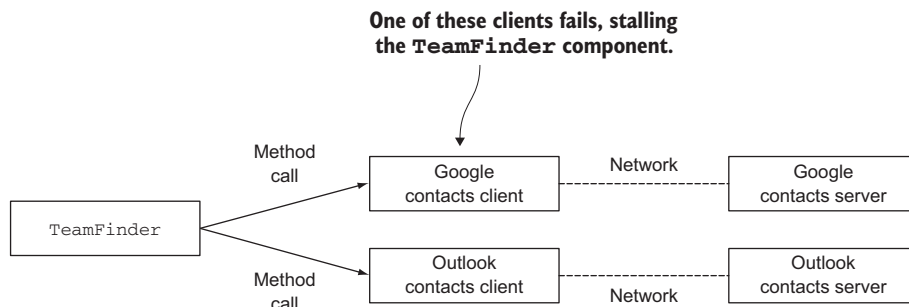 One of these clients fails, stalling
the TeamFinder component.
Method
call
Google
contacts client
Network
Google
contacts server
TeamFinder
Outlook
contacts client
Outlook
contacts server
Method
call
Network